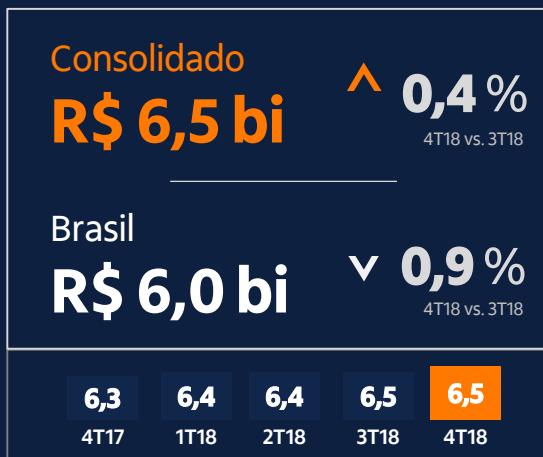 Consolidado
R$ 6,5 bi
0,4 %
4T18 vs. 3T18
Brasil
R$ 6,0 bi
0,9 %
4T18 vs. 3T18
6,3 6,4 6,4 6,5 6,5
4T17 1T18 2T18 3T18 4T18